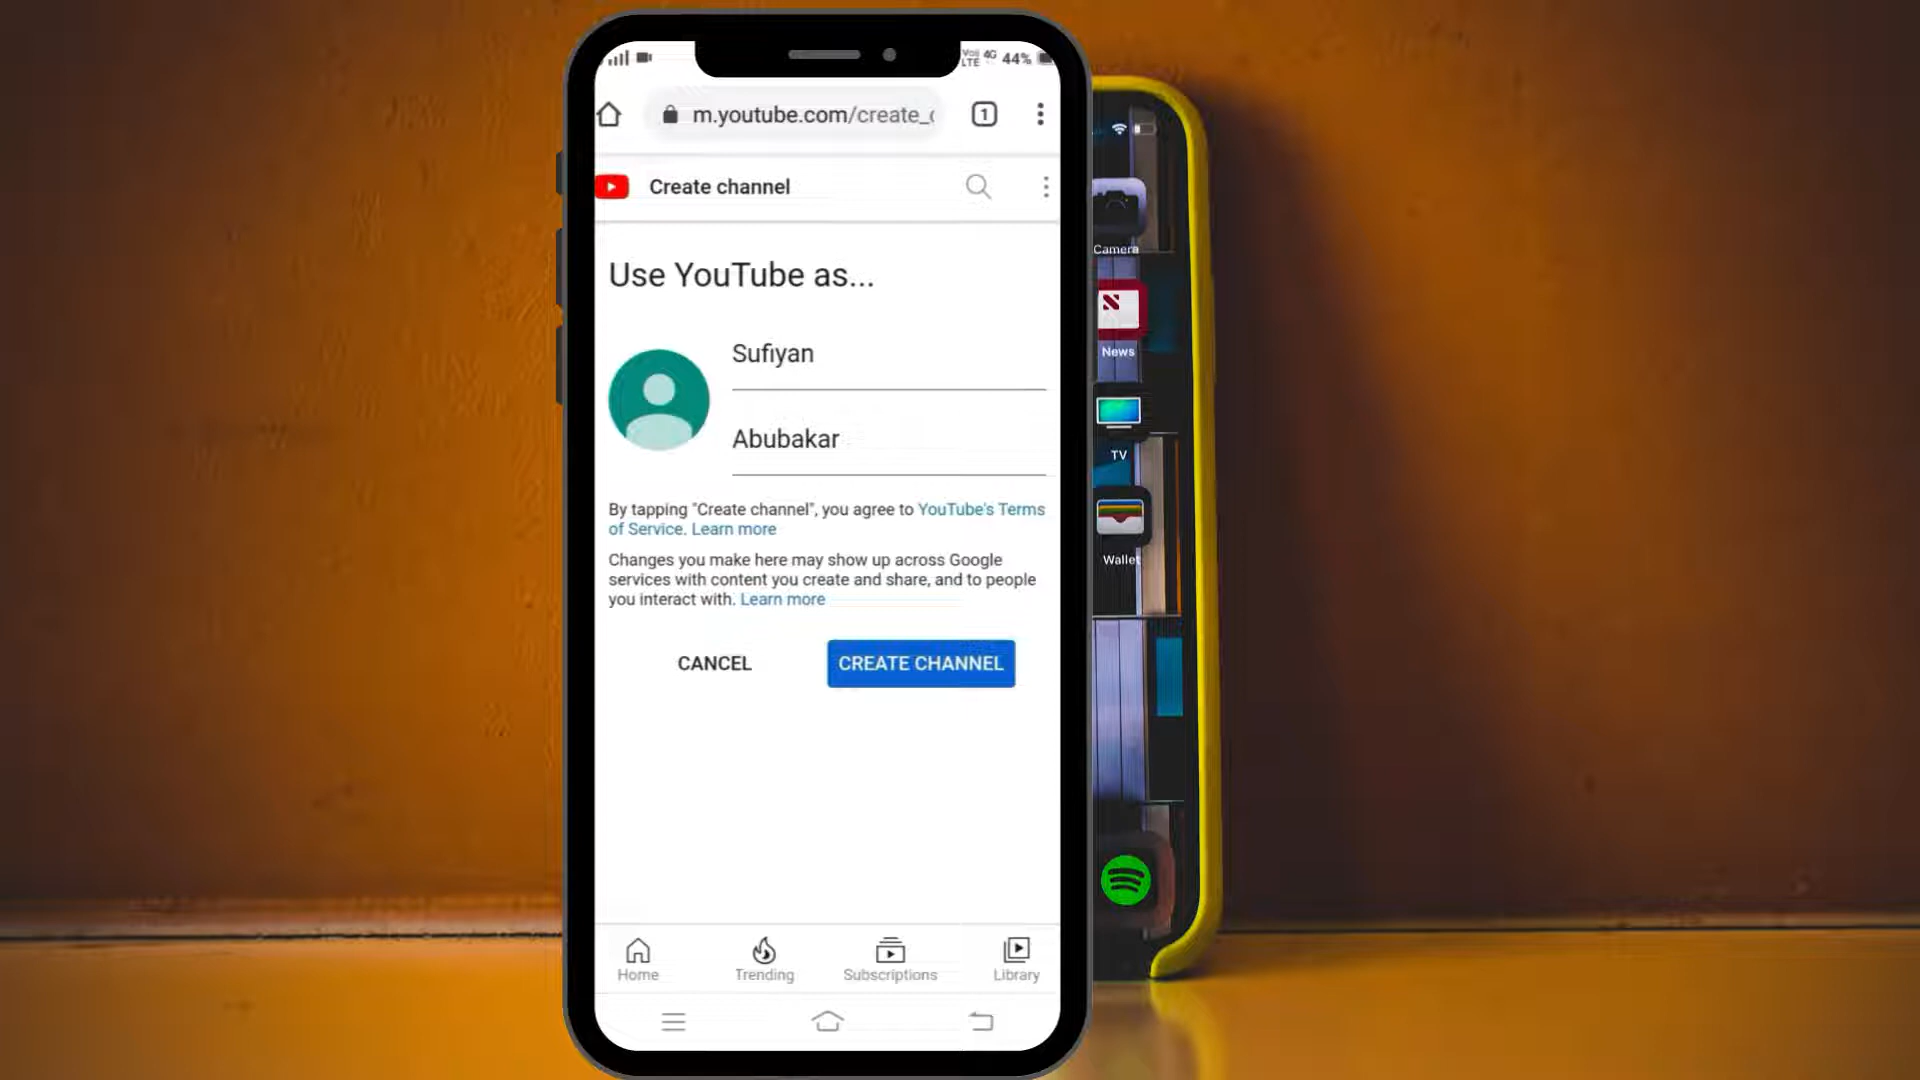 Voii 4G 44%
LTE
m.youtube.com/create_
1
Create channel
Use YouTube as...
Sufiyan
Abubakar
By tapping "Create channel", you agree to YouTube's Terms
of Service. Learn more
Changes you make here may show up across Google
services with content you create and share, and to people
you interact with. Learn more
CANCEL
CREATE CHANNEL
Home
Trending
Subscriptions
Library
Camera
News
TV
Wallet